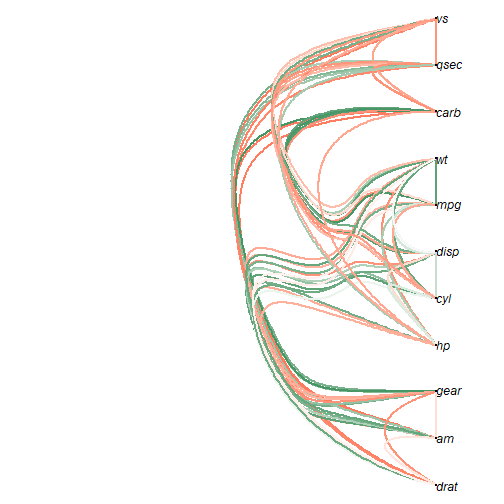 vs
qsec
carb
wt
mpg
disp
cyl
hp
gear
am
drat